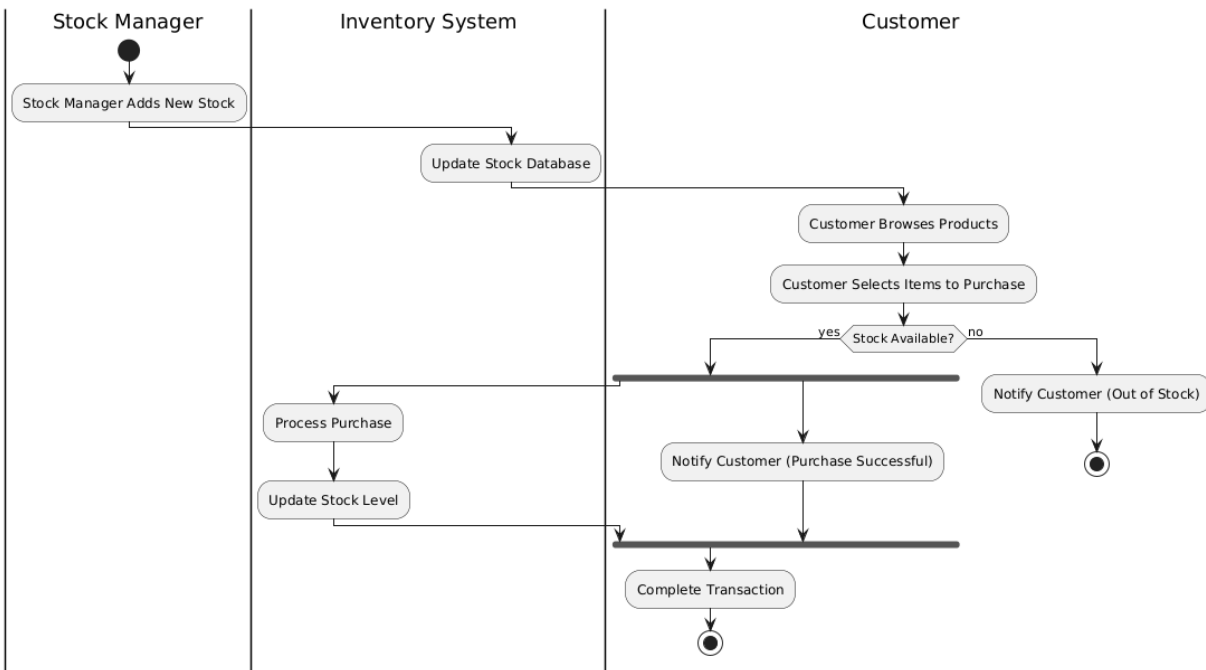 Stock Manager
Inventory System
Customer
Stock Manager Adds New Stock
Update Stock Database
Customer Browses Products
Customer Selects Items to Purchase
yes
Stock Available?
no
Notify Customer (Out of Stock)
Process Purchase
Notify Customer (Purchase Successful)
Update Stock Level
Complete Transaction